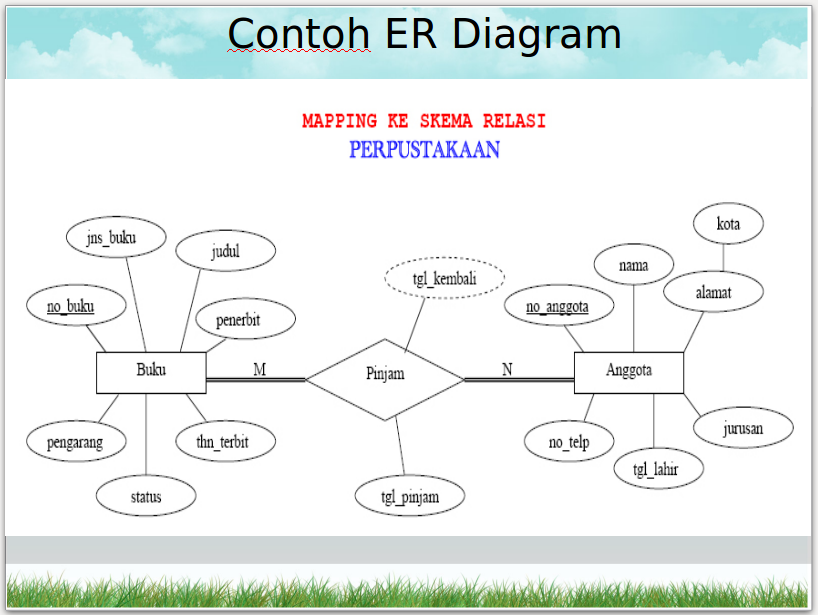 Contoh ER Diagram
MAPPING KE SKEMA RELASI
PERPUSTAKAAN
kota
jns_buku
judul
nama
tgl_kembali
alamat
no_buku
no_anggota
penerbit
Buku
M
Pinjam
N
Anggota
pengarang
thn_terbit
no_telp
jurusan
tgl_lahir
status
tgl_pinjam